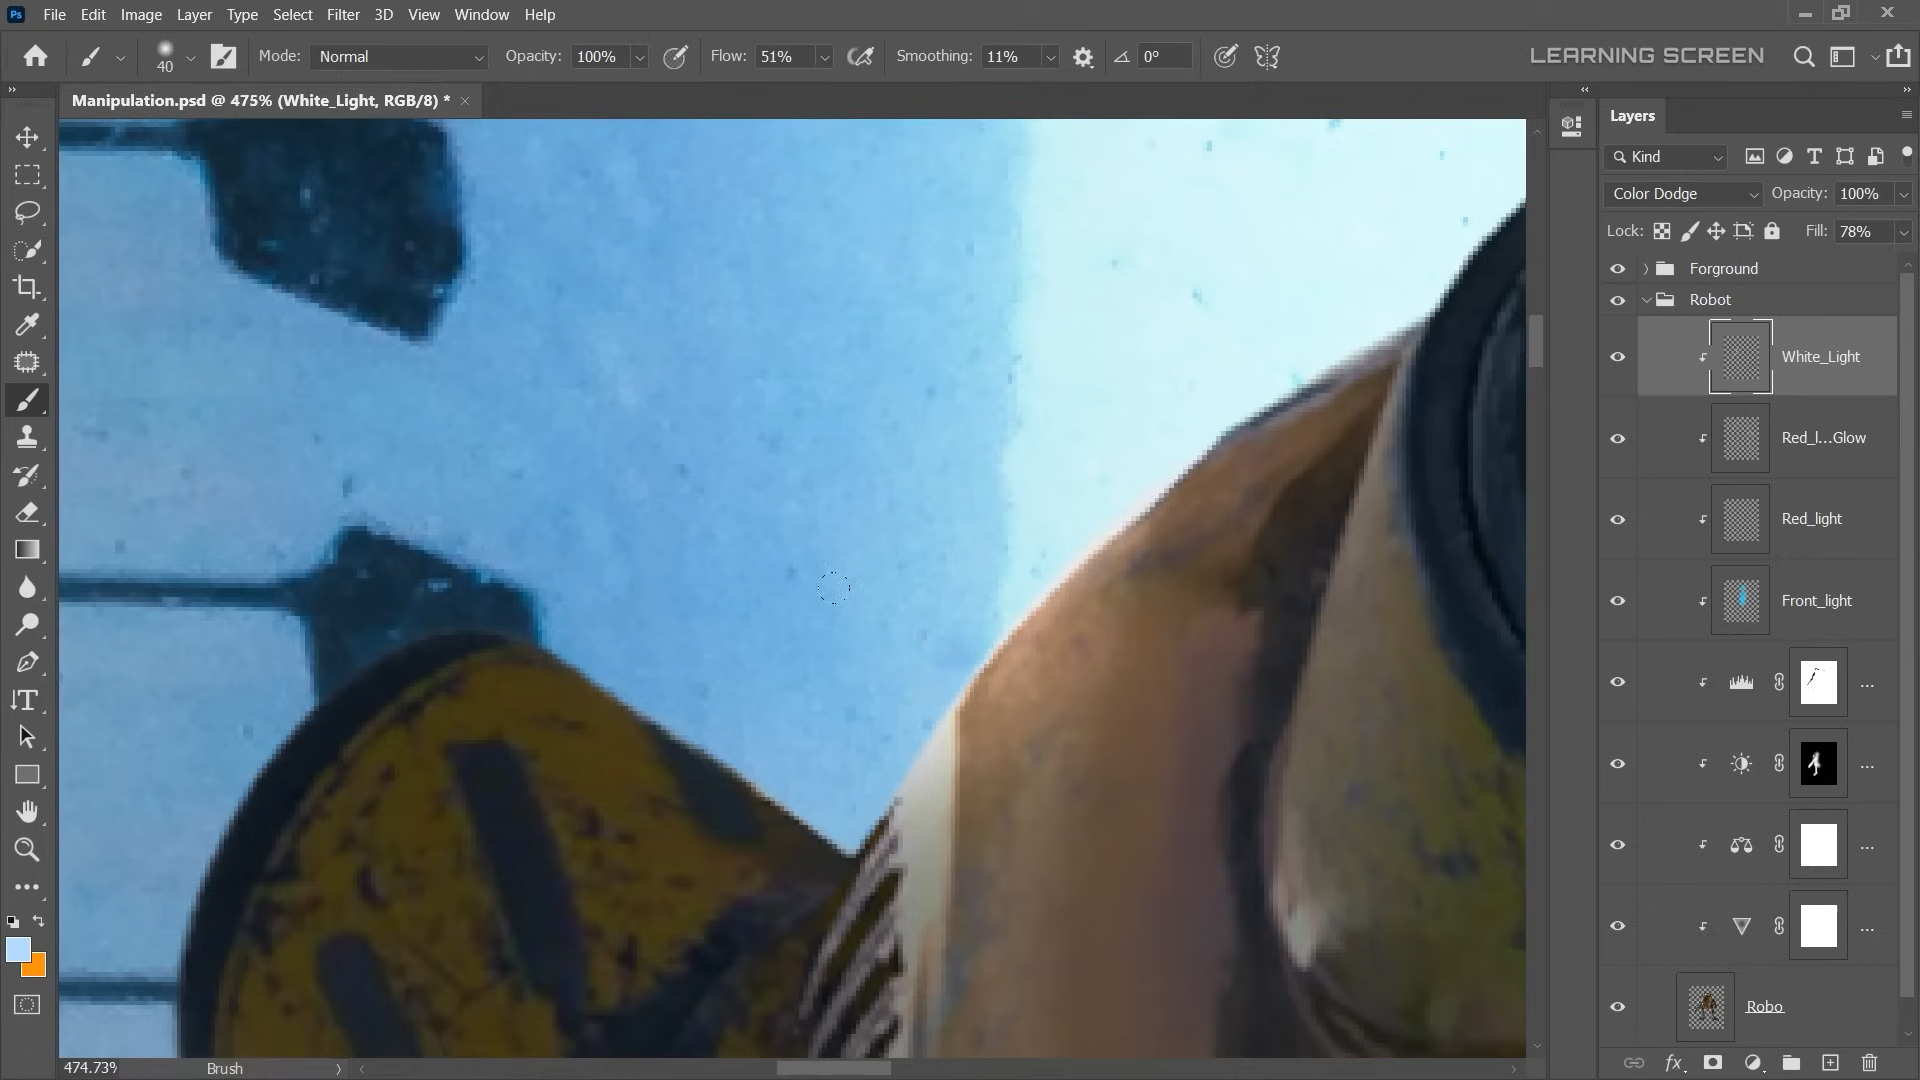 Ps File Edit Image Layer Type Select Filter 3D View Window Help
40 Mode: Normal Opacity: 100% Flow: 51% Smoothing: 11% 0° LEARNING SCREEN
Manipulation.psd @ 475% (White_Light, RGB/8) *
Layers
Kind
Color Dodge Opacity: 100%
Lock: Fill: 78%
Forground
Robot
White_Light
Red_l...Glow
Red_light
Front_light
...
...
...
...
Robo
474.73% Brush
fx